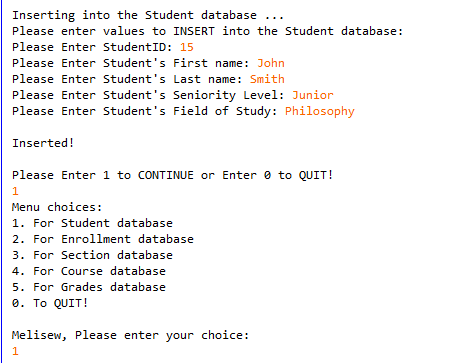 Inserting into the Student database ...
Please enter values to INSERT into the Student database:
Please Enter StudentID: 15
Please Enter Student's First name: John
Please Enter Student's Last name: Smith
Please Enter Student's Seniority Level: Junior
Please Enter Student's Field of Study: Philosophy
Inserted!
Please Enter 1 to CONTINUE or Enter 0 to QUIT!
1
Menu choices:
1. For Student database
2. For Enrollment database
3. For Section database
4. For Course database
5. For Grades database
0. To QUIT!
Melisew, Please enter your choice:
1